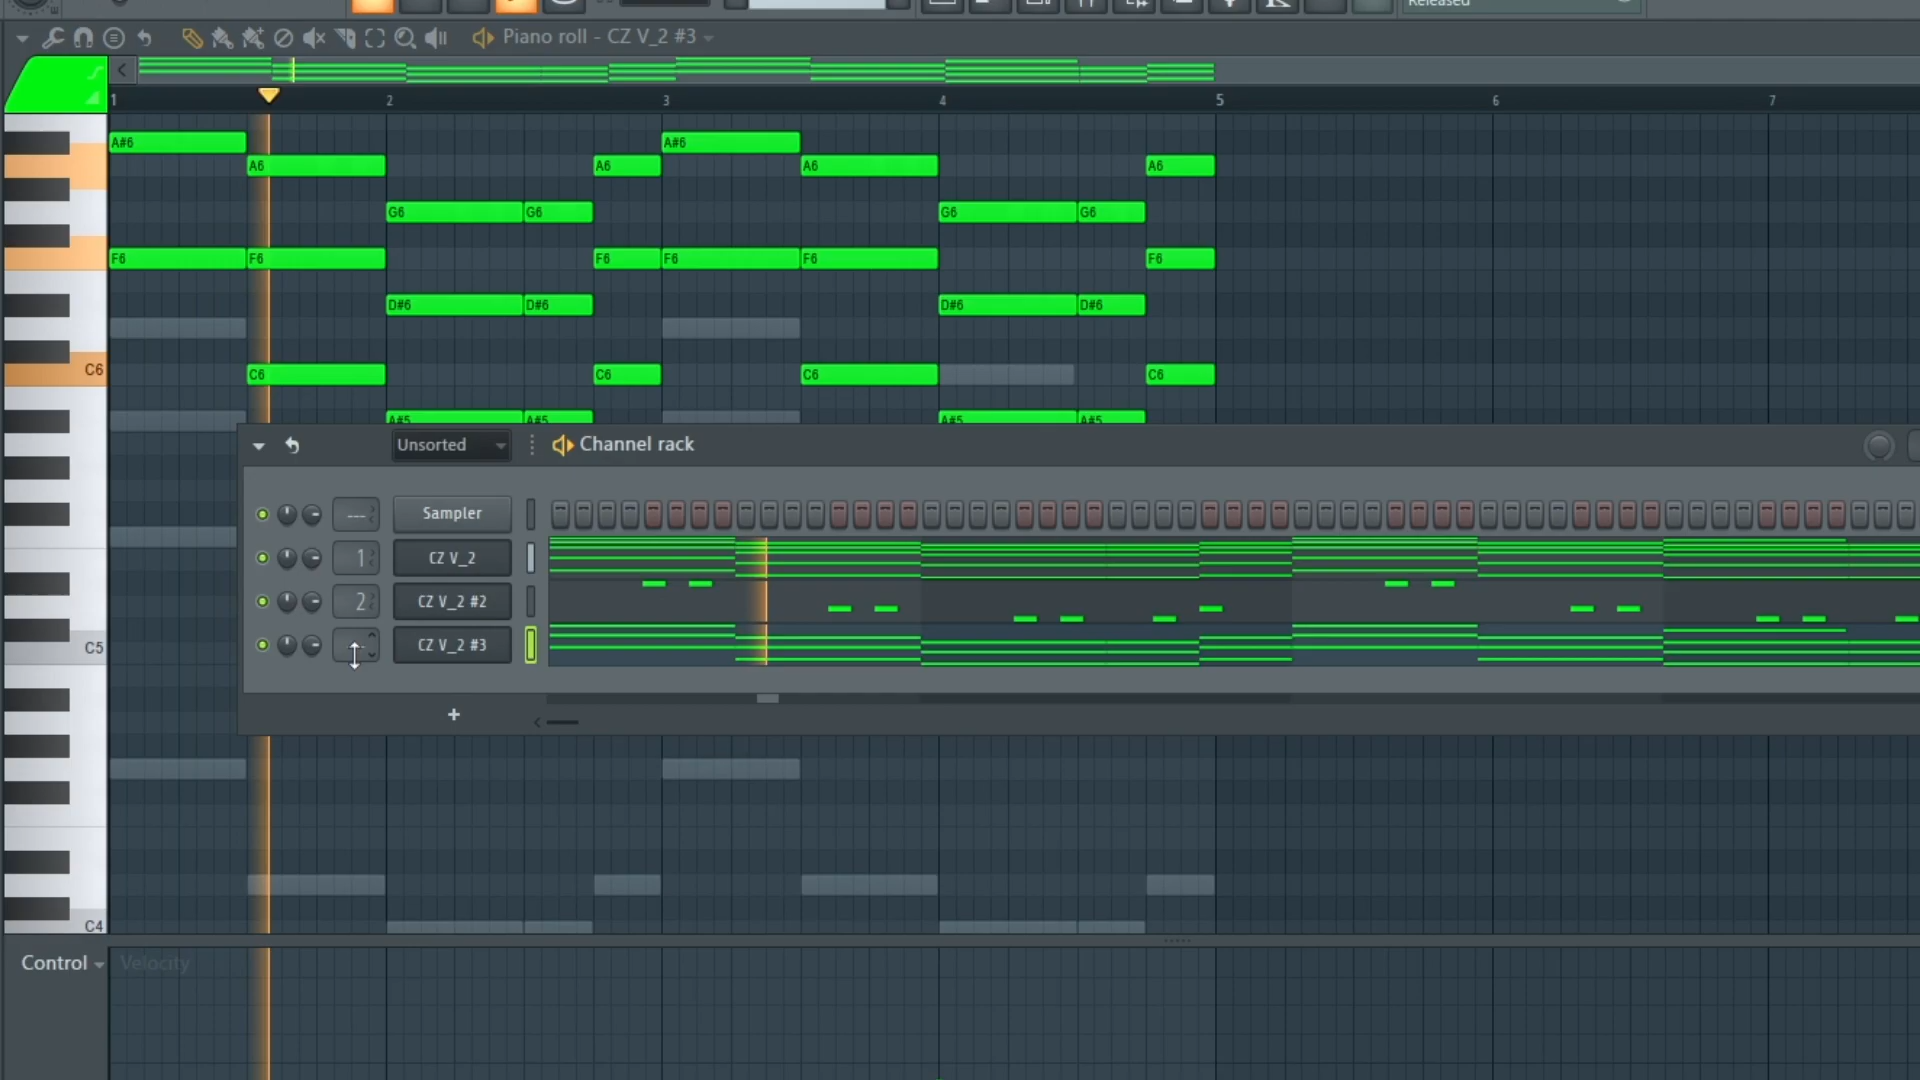 Released
Piano roll - CZ V_2 #3
1 2 3 4 5 6 7
A#6 A#6
A6 A6 A6 A6
G6 G6 G6 G6
F6 F6 F6 F6 F6 F6
D#6 D#6 D#6 D#6
C6 C6 C6 C6 C6
A#5 A#5 A#5 A#5
Unsorted Channel rack
--- Sampler
1 CZ V_2
2 CZ V_2 #2
C5 CZ V_2 #3
+
C4
Control Velocity